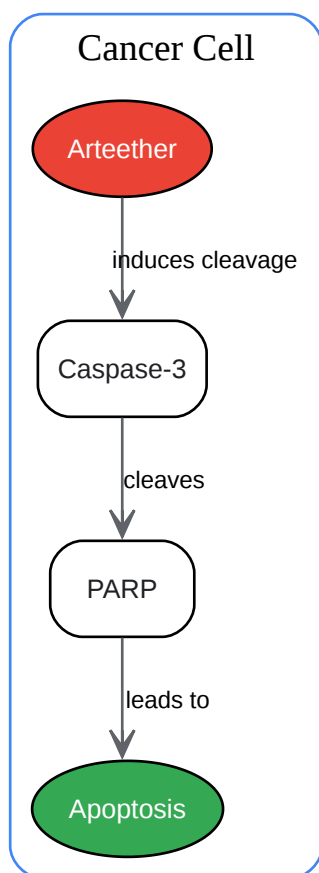 Cancer Cell
Arteether
induces cleavage
Caspase-3
cleaves
PARP
leads to
Apoptosis